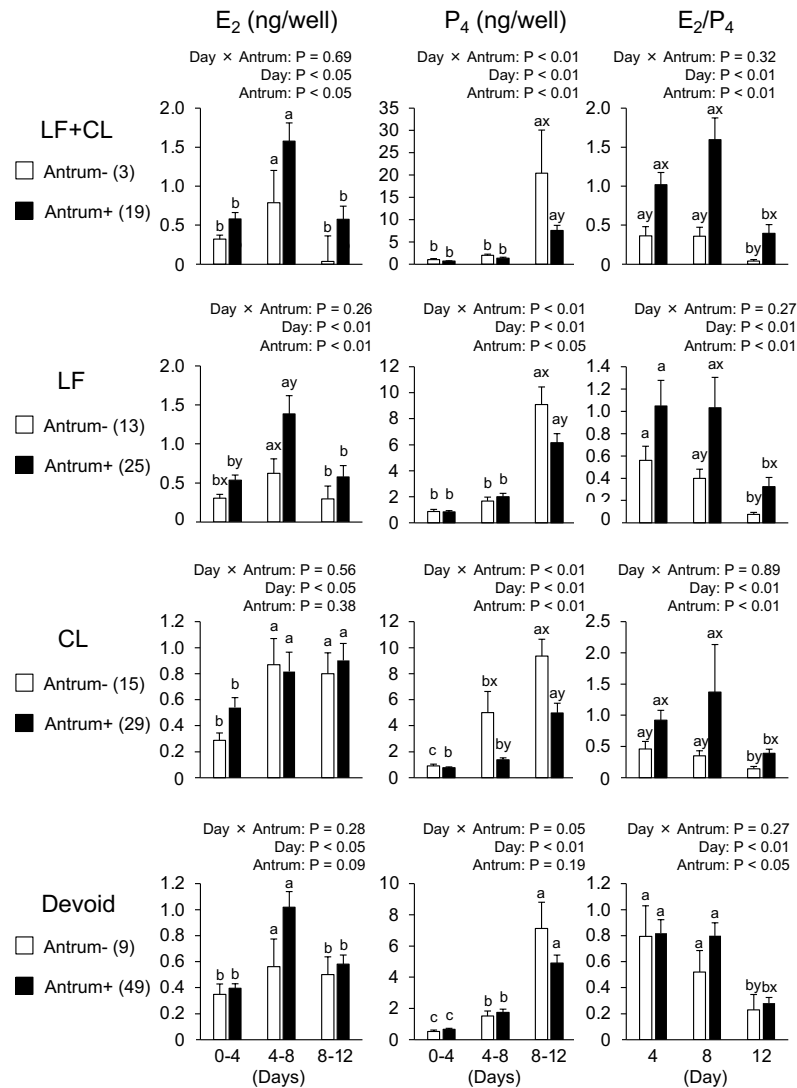 E₂ (ng/well) P₄ (ng/well) E₂/P₄
Day × Antrum: P = 0.69 Day × Antrum: P < 0.01 Day × Antrum: P = 0.32
Day: P < 0.05 Day: P < 0.01 Day: P < 0.01
Antrum: P < 0.05 Antrum: P < 0.01 Antrum: P < 0.01
LF+CL
Antrum- (3)
Antrum+ (19)
2.0
1.5
1.0
0.5
0
b b a a b b
35
30
25
20
15
10
5
0
b b b b ax ay
2.0
1.5
1.0
0.5
0
ay ax ay ax by bx
Day × Antrum: P = 0.26 Day × Antrum: P < 0.01 Day × Antrum: P = 0.27
Day: P < 0.01 Day: P < 0.01 Day: P < 0.01
Antrum: P < 0.01 Antrum: P < 0.05 Antrum: P < 0.01
LF
Antrum- (13)
Antrum+ (25)
2.0
1.5
1.0
0.5
0
bx by ax ay b b
12
10
8
6
4
2
0
b b b b ax ay
1.4
1.2
1.0
0.8
0.6
0.4
0.2
0
a a ay ax by bx
Day × Antrum: P = 0.56 Day × Antrum: P < 0.01 Day × Antrum: P = 0.89
Day: P < 0.05 Day: P < 0.01 Day: P < 0.01
Antrum: P = 0.38 Antrum: P < 0.01 Antrum: P < 0.01
CL
Antrum- (15)
Antrum+ (29)
1.2
1.0
0.8
0.6
0.4
0.2
0
b b a a a a
12
10
8
6
4
2
0
c b bx by ax ay
2.5
2.0
1.5
1.0
0.5
0
ay ax ay ax by bx
Day × Antrum: P = 0.28 Day × Antrum: P = 0.05 Day × Antrum: P = 0.27
Day: P < 0.05 Day: P < 0.01 Day: P < 0.01
Antrum: P = 0.09 Antrum: P = 0.19 Antrum: P < 0.05
Devoid
Antrum- (9)
Antrum+ (49)
1.2
1.0
0.8
0.6
0.4
0.2
0
b b a a b b
10
8
6
4
2
0
c c b b a a
1.2
1.0
0.8
0.6
0.4
0.2
0
a a a a by bx
0-4 4-8 8-12 0-4 4-8 8-12 4 8 12
(Days) (Days) (Day)